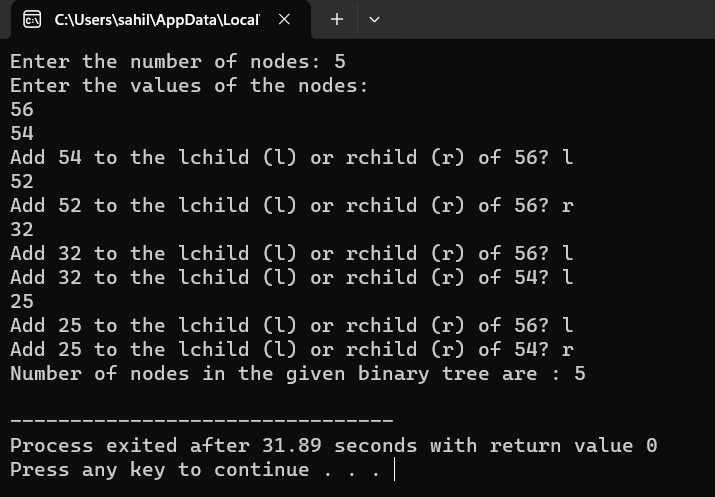 C:\Users\sahil\AppData\Local'
Enter the number of nodes: 5
Enter the values of the nodes:
56
54
Add 54 to the lchild (l) or rchild (r) of 56? l
52
Add 52 to the lchild (l) or rchild (r) of 56? r
32
Add 32 to the lchild (l) or rchild (r) of 56? l
Add 32 to the lchild (l) or rchild (r) of 54? l
25
Add 25 to the lchild (l) or rchild (r) of 56? l
Add 25 to the lchild (l) or rchild (r) of 54? r
Number of nodes in the given binary tree are : 5
--------------------------------
Process exited after 31.89 seconds with return value 0
Press any key to continue . . .